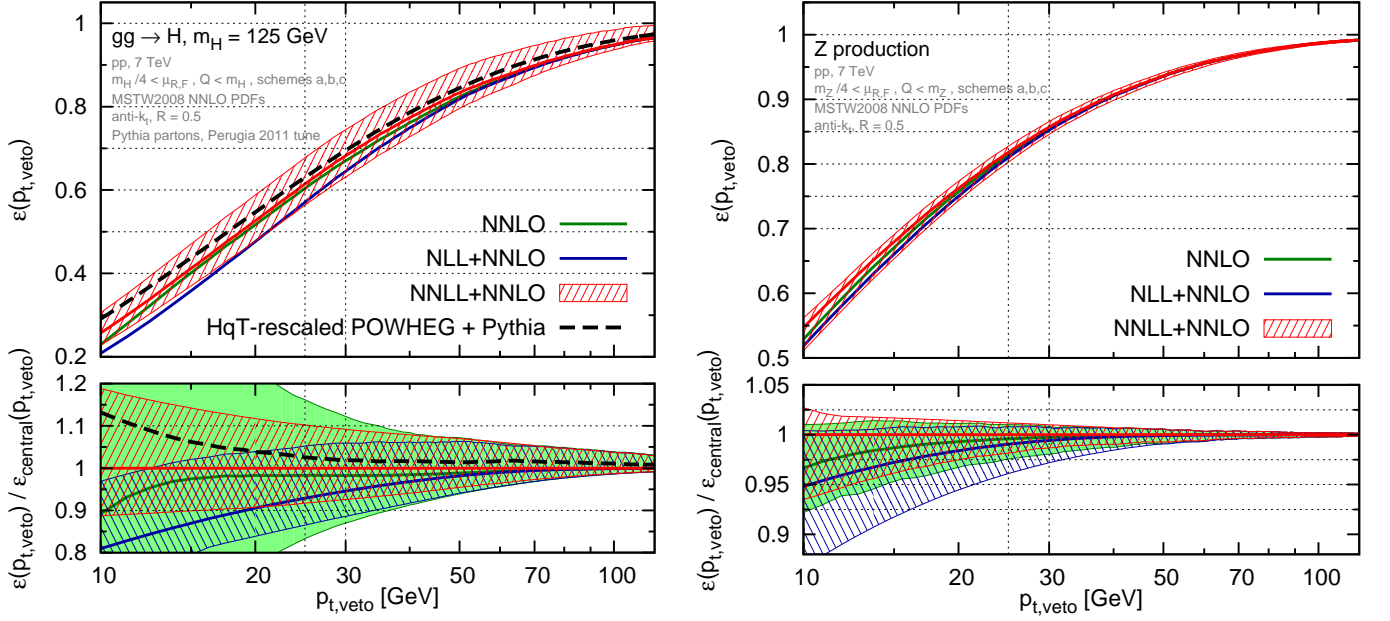 gg → H, m_H = 125 GeV
pp, 7 TeV
m_H /4 < μ_R,F , Q < m_H , schemes a,b,c
MSTW2008 NNLO PDFs
anti-k_t, R = 0.5
Pythia partons, Perugia 2011 tune
ε(p_t,veto)
1
0.8
0.6
0.4
0.2
NNLO
NLL+NNLO
NNLL+NNLO
HqT-rescaled POWHEG + Pythia
ε(p_t,veto) / ε_central(p_t,veto)
1.2
1.1
1
0.9
0.8
10 20 30 50 70 100
p_t,veto [GeV]
Z production
pp, 7 TeV
m_Z /4 < μ_R,F , Q < m_Z , schemes a,b,c
MSTW2008 NNLO PDFs
anti-k_t, R = 0.5
ε(p_t,veto)
1
0.9
0.8
0.7
0.6
0.5
NNLO
NLL+NNLO
NNLL+NNLO
ε(p_t,veto) / ε_central(p_t,veto)
1.05
1
0.95
0.9
10 20 30 50 70 100
p_t,veto [GeV]